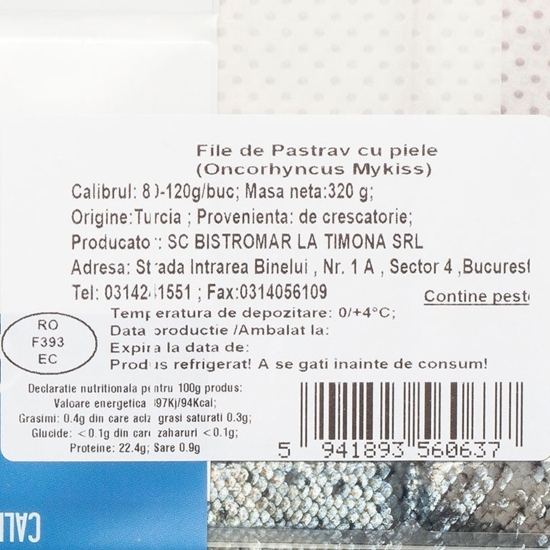 File de Pastrav cu piele
(Oncorhyncus Mykiss)
Calibrul: 80-120g/buc; Masa neta:320 g;
Origine:Turcia ; Provenienta: de crescatorie;
Producator: SC BISTROMAR LA TIMONA SRL
Adresa: Strada Intrarea Binelui , Nr. 1 A , Sector 4 ,Bucurest
Tel: 031421551 ; Fax:0314056109
Contine pest
Temperatura de depozitare: 0/+4°C;
Data productie /Ambalat la:
Expira la data de:
Produs refrigerat! A se gati inainte de consum!
RO
F393
EC
Declaratie nutritionala pentru 100g produs:
Valoare energetica 397Kj/94Kcal;
Grasimi: 0.4g din care acizi grasi saturati 0.3g;
Glucide: <0.1g din care zaharuri <0.1g;
Proteine: 22.4g; Sare 0.9g
5 941893 560637
CALI